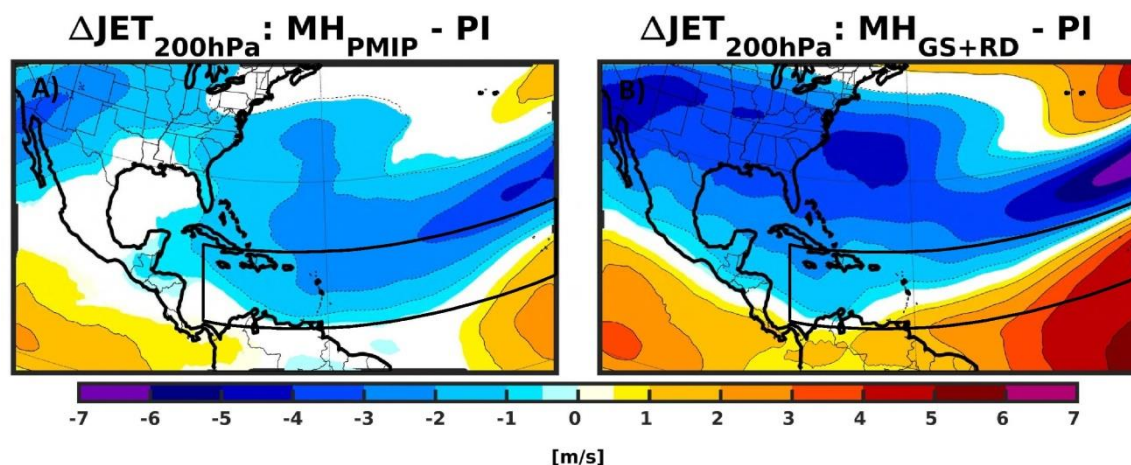 ΔJET200hPa : MHPMIP - PI
ΔJET200hPa : MHGS+RD - PI
A)
B)
-7 -6 -5 -4 -3 -2 -1 0 1 2 3 4 5 6 7
[m/s]